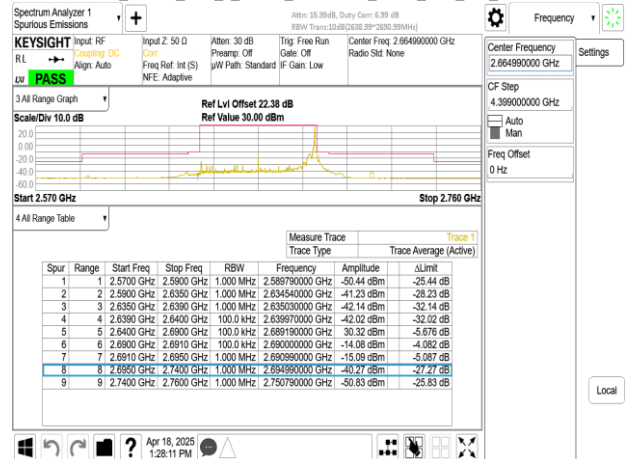 Spectrum Analyzer 1
Spurious Emissions
Attn: 15.39dB, Duty Corr: 6.99 dB
RBW Trans:10dB(2638.99~2690.99MHz)
Frequency
KEYSIGHT
RL
PASS
Input: RF
Coupling: DC
Align: Auto
Input Z: 50 Ω
Corr
Freq Ref: Int (S)
NFE: Adaptive
Atten: 30 dB
Preamp: Off
µW Path: Standard
Trig: Free Run
Gate: Off
IF Gain: Low
Center Freq: 2.664990000 GHz
Radio Std: None
Center Frequency
2.664990000 GHz
Settings
CF Step
4.399000000 GHz
Auto
Man
Freq Offset
0 Hz
3 All Range Graph
Scale/Div 10.0 dB
Ref Lvl Offset 22.38 dB
Ref Value 30.00 dBm
20.0
0.00
-20.0
-40.0
-60.0
Start 2.570 GHz
Stop 2.760 GHz
4 All Range Table
Measure Trace Trace 1
Trace Type Trace Average (Active)
Spur Range Start Freq Stop Freq RBW Frequency Amplitude ΔLimit
1 1 2.5700 GHz 2.5900 GHz 1.000 MHz 2.589790000 GHz -50.44 dBm -25.44 dB
2 2 2.5900 GHz 2.6350 GHz 1.000 MHz 2.634540000 GHz -41.23 dBm -28.23 dB
3 3 2.6350 GHz 2.6390 GHz 1.000 MHz 2.635030000 GHz -42.14 dBm -32.14 dB
4 4 2.6390 GHz 2.6400 GHz 100.0 kHz 2.639970000 GHz -42.02 dBm -32.02 dB
5 5 2.6400 GHz 2.6900 GHz 100.0 kHz 2.689190000 GHz 30.32 dBm -5.676 dB
6 6 2.6900 GHz 2.6910 GHz 100.0 kHz 2.690000000 GHz -14.08 dBm -4.082 dB
7 7 2.6910 GHz 2.6950 GHz 1.000 MHz 2.690990000 GHz -15.09 dBm -5.087 dB
8 8 2.6950 GHz 2.7400 GHz 1.000 MHz 2.694990000 GHz -40.27 dBm -27.27 dB
9 9 2.7400 GHz 2.7600 GHz 1.000 MHz 2.750790000 GHz -50.83 dBm -25.83 dB
Local
Apr 18, 2025
1:28:11 PM